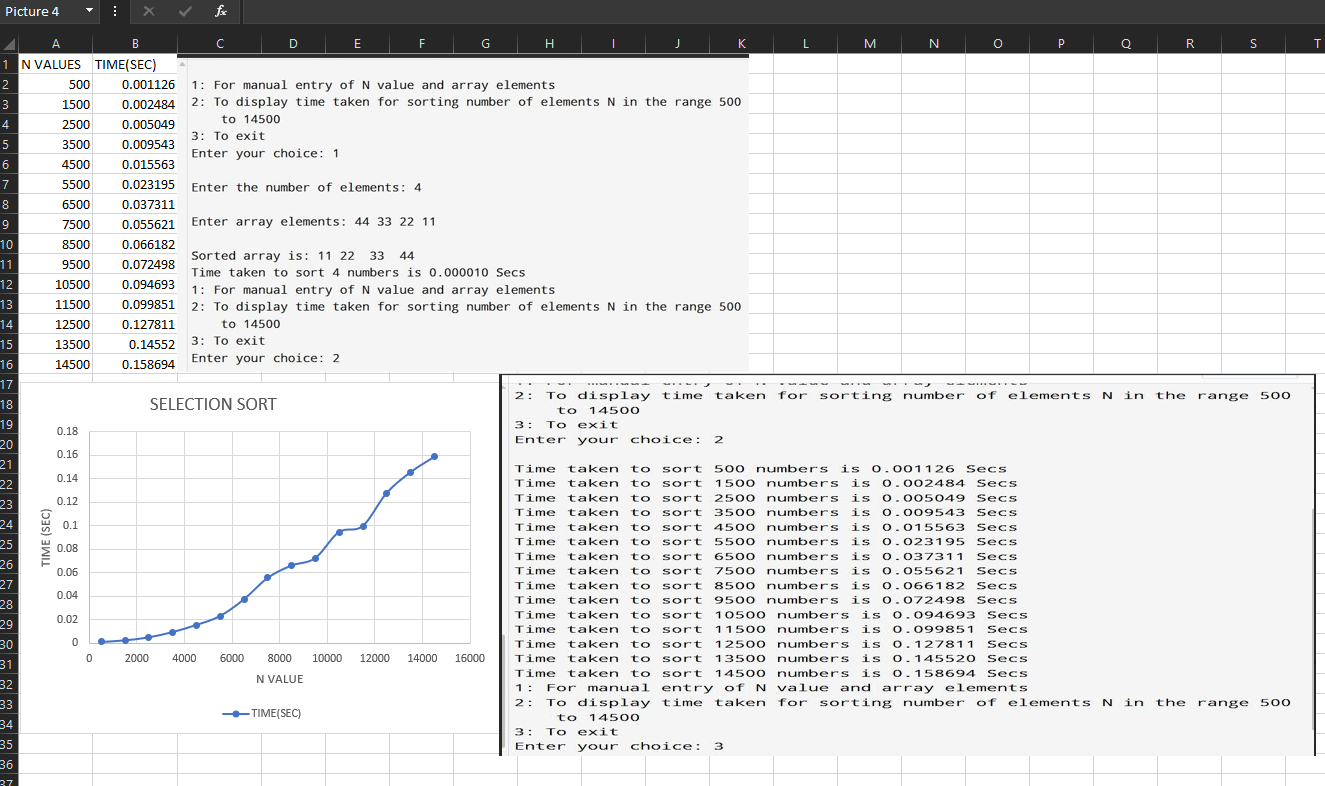 Picture 4
fx
A B C D E F G H I J K L M N O P Q R S T
1 N VALUES TIME(SEC)
2 500 0.001126
3 1500 0.002484
4 2500 0.005049
5 3500 0.009543
6 4500 0.015563
7 5500 0.023195
8 6500 0.037311
9 7500 0.055621
10 8500 0.066182
11 9500 0.072498
12 10500 0.094693
13 11500 0.099851
14 12500 0.127811
15 13500 0.14552
16 14500 0.158694
17
18
19
20
21
22
23
24
25
26
27
28
29
30
31
32
33
34
35
36
37
1: For manual entry of N value and array elements
2: To display time taken for sorting number of elements N in the range 500
to 14500
3: To exit
Enter your choice: 1
Enter the number of elements: 4
Enter array elements: 44 33 22 11
Sorted array is: 11 22 33 44
Time taken to sort 4 numbers is 0.000010 Secs
1: For manual entry of N value and array elements
2: To display time taken for sorting number of elements N in the range 500
to 14500
3: To exit
Enter your choice: 2
SELECTION SORT
TIME (SEC)
0.18
0.16
0.14
0.12
0.1
0.08
0.06
0.04
0.02
0
0 2000 4000 6000 8000 10000 12000 14000 16000
N VALUE
TIME(SEC)
1: For manual entry of N value and array elements
2: To display time taken for sorting number of elements N in the range 500
to 14500
3: To exit
Enter your choice: 2
Time taken to sort 500 numbers is 0.001126 Secs
Time taken to sort 1500 numbers is 0.002484 Secs
Time taken to sort 2500 numbers is 0.005049 Secs
Time taken to sort 3500 numbers is 0.009543 Secs
Time taken to sort 4500 numbers is 0.015563 Secs
Time taken to sort 5500 numbers is 0.023195 Secs
Time taken to sort 6500 numbers is 0.037311 Secs
Time taken to sort 7500 numbers is 0.055621 Secs
Time taken to sort 8500 numbers is 0.066182 Secs
Time taken to sort 9500 numbers is 0.072498 Secs
Time taken to sort 10500 numbers is 0.094693 Secs
Time taken to sort 11500 numbers is 0.099851 Secs
Time taken to sort 12500 numbers is 0.127811 Secs
Time taken to sort 13500 numbers is 0.145520 Secs
Time taken to sort 14500 numbers is 0.158694 Secs
1: For manual entry of N value and array elements
2: To display time taken for sorting number of elements N in the range 500
to 14500
3: To exit
Enter your choice: 3